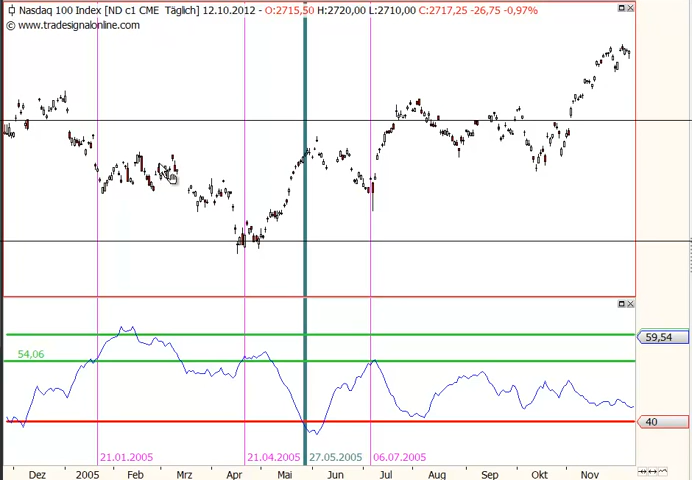 Nasdaq 100 Index [ND c1 CME Täglich] 12.10.2012 - O:2715,50 H:2720,00 L:2710,00 C:2717,25 -26,75 -0,97%
© www.tradesignalonline.com
59,54
54,06
40
21.01.2005 21.04.2005 27.05.2005 06.07.2005
Dez 2005 Feb Mrz Apr Mai Jun Jul Aug Sep Okt Nov